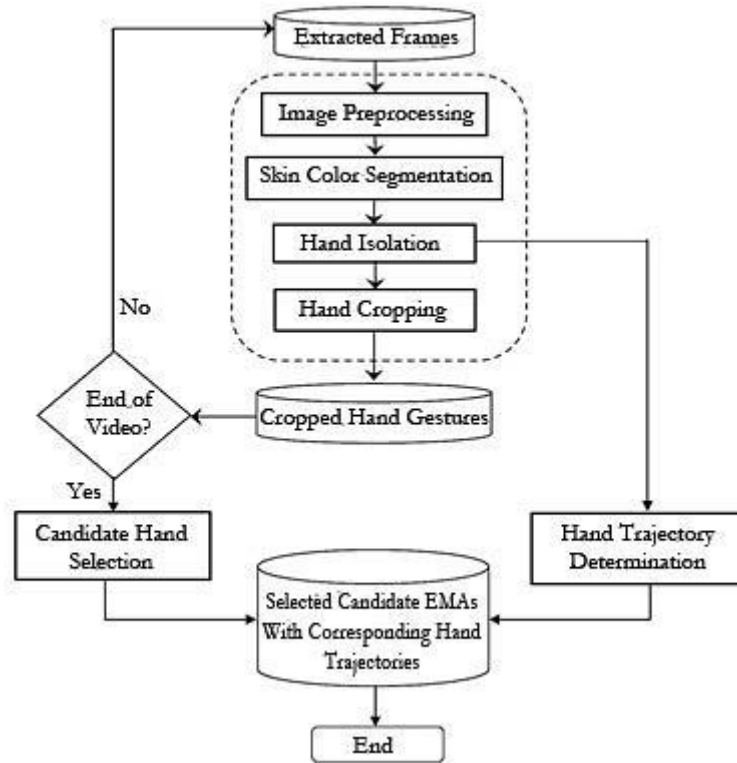 Extracted Frames
Image Preprocessing
Skin Color Segmentation
Hand Isolation
Hand Cropping
No
End of
Video?
Cropped Hand Gestures
Yes
Candidate Hand
Selection
Hand Trajectory
Determination
Selected Candidate EMAs
With Corresponding Hand
Trajectories
End